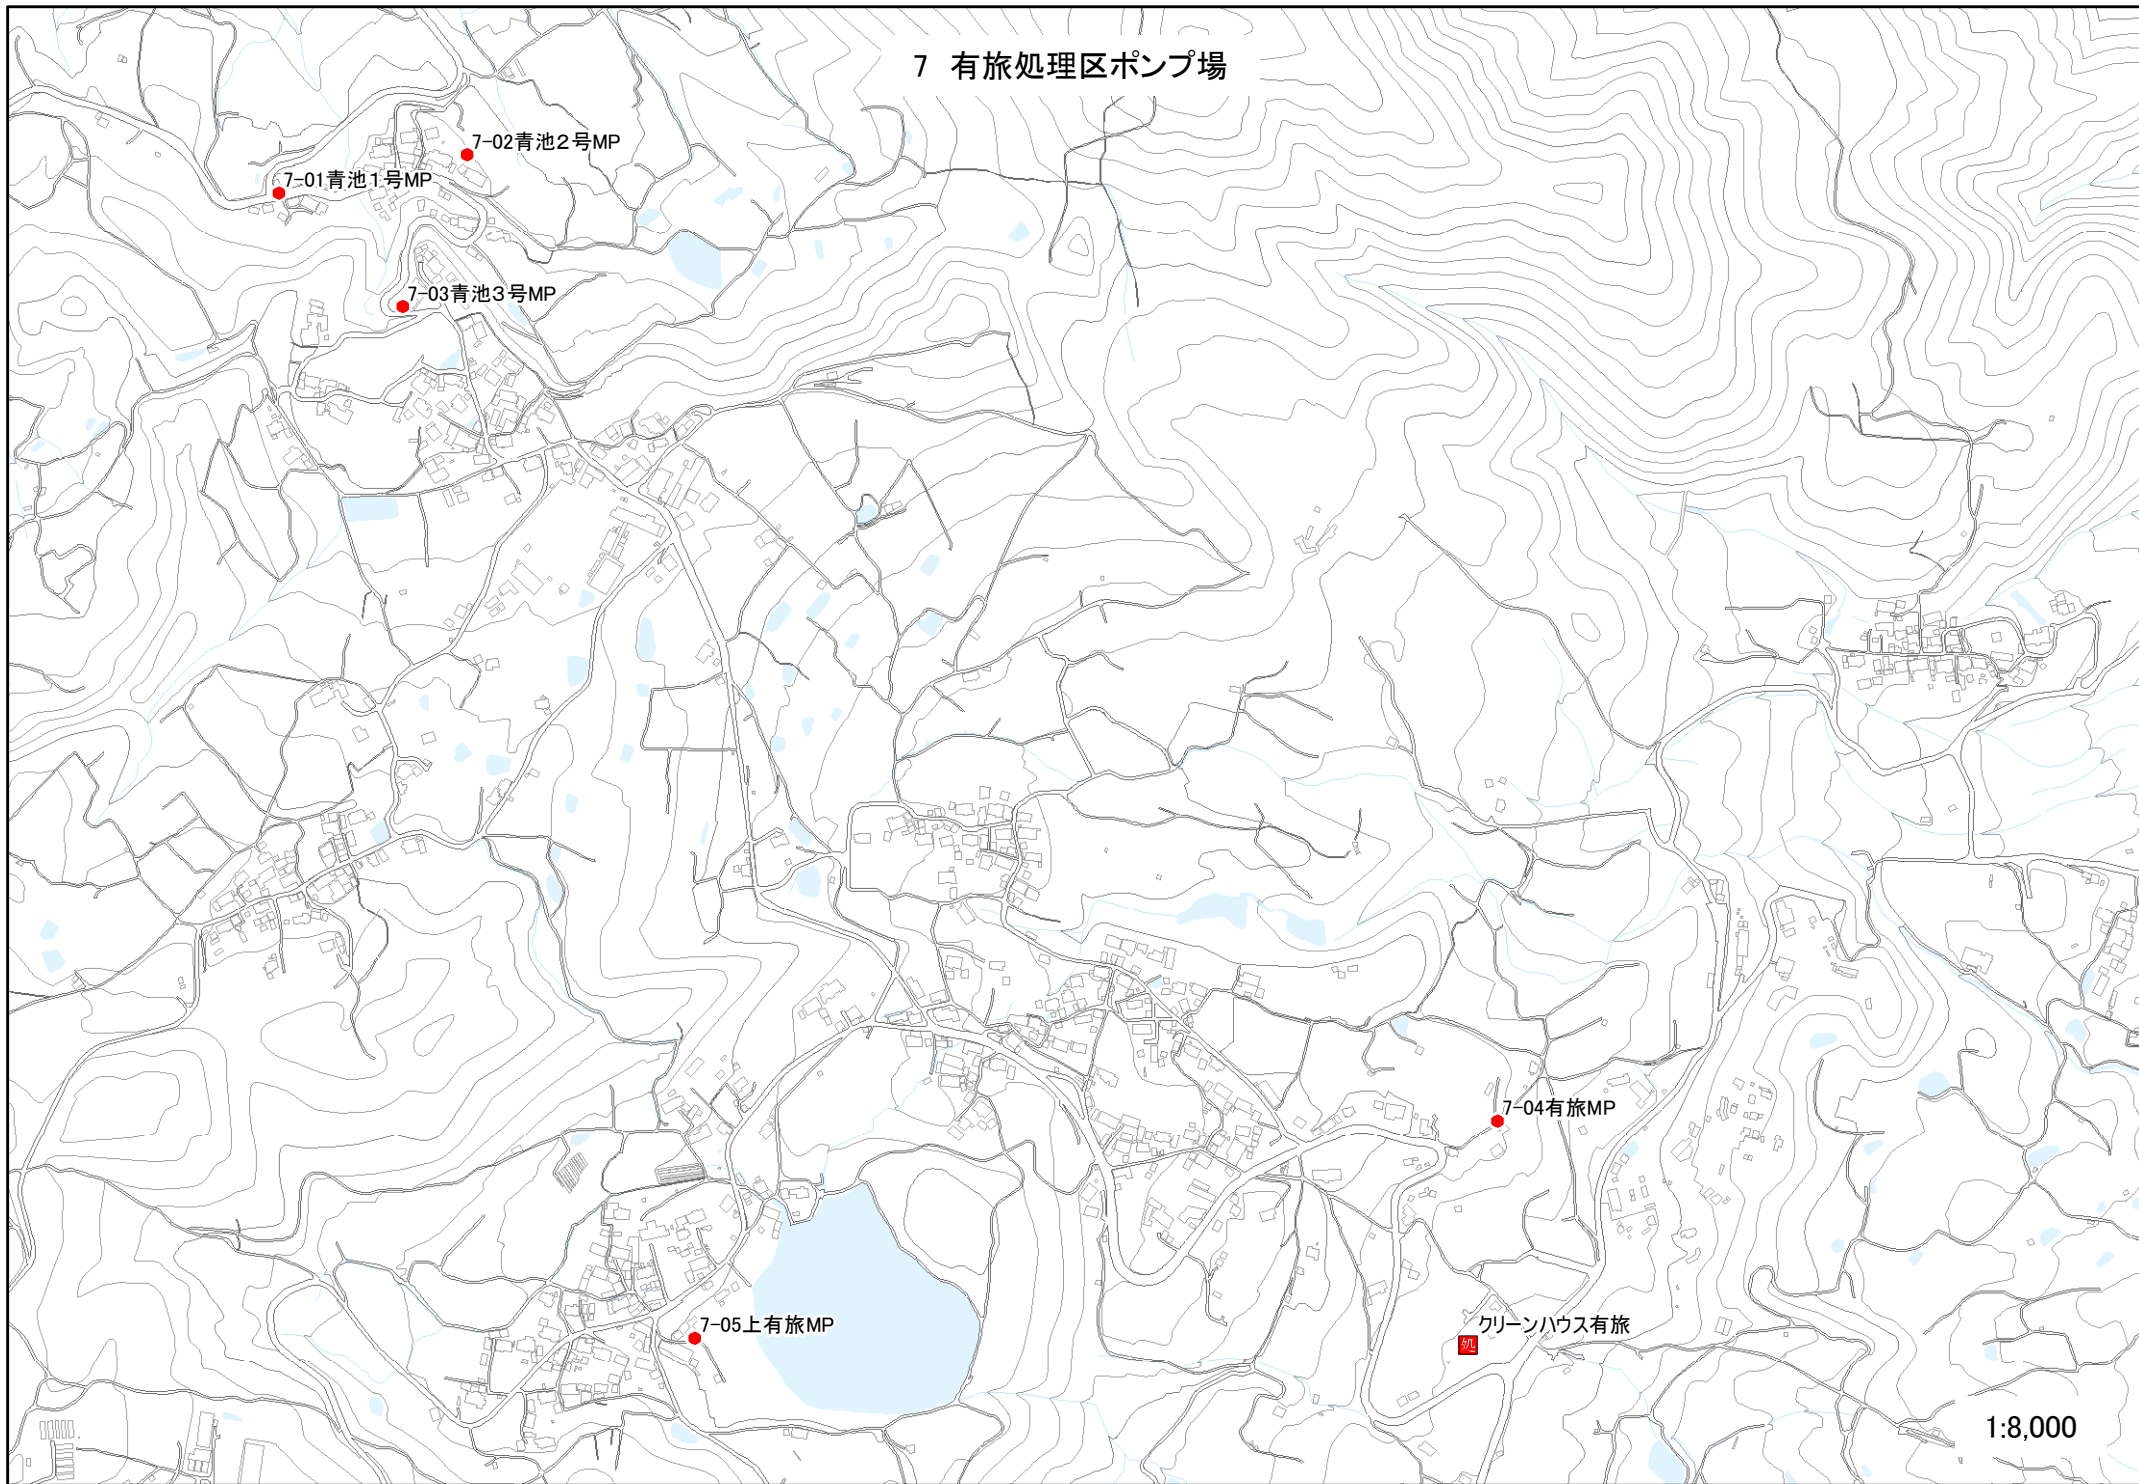 7　有旅処理区ポンプ場
7-02青池２号MP
7-01青池１号MP
7-03青池３号MP
7-04有旅MP
7-05上有旅MP
クリーンハウス有旅
処
1:8,000